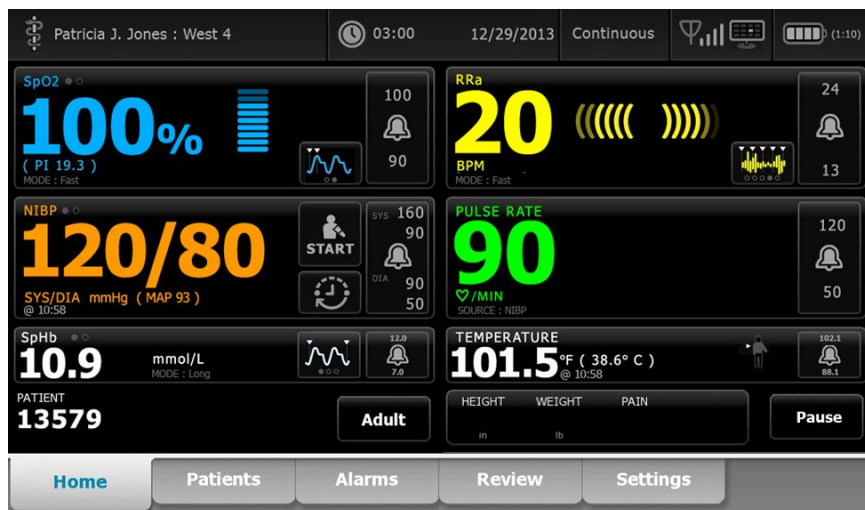 Patricia J. Jones : West 4 03:00 12/29/2013 Continuous (1:10)
SpO2
100%
( PI 19.3 )
MODE : Fast
100
90
RRa
20
BPM
MODE : Fast
24
13
NIBP
120/80
SYS/DIA mmHg ( MAP 93 )
@ 10:58
START
SYS 160
90
DIA 90
50
PULSE RATE
90
/MIN
SOURCE : NIBP
120
50
SpHb
10.9 mmol/L
MODE : Long
12.0
7.0
TEMPERATURE
101.5 °F ( 38.6° C )
@ 10:58
102.1
88.1
PATIENT
13579
Adult
HEIGHT WEIGHT PAIN
in lb
Pause
Home Patients Alarms Review Settings